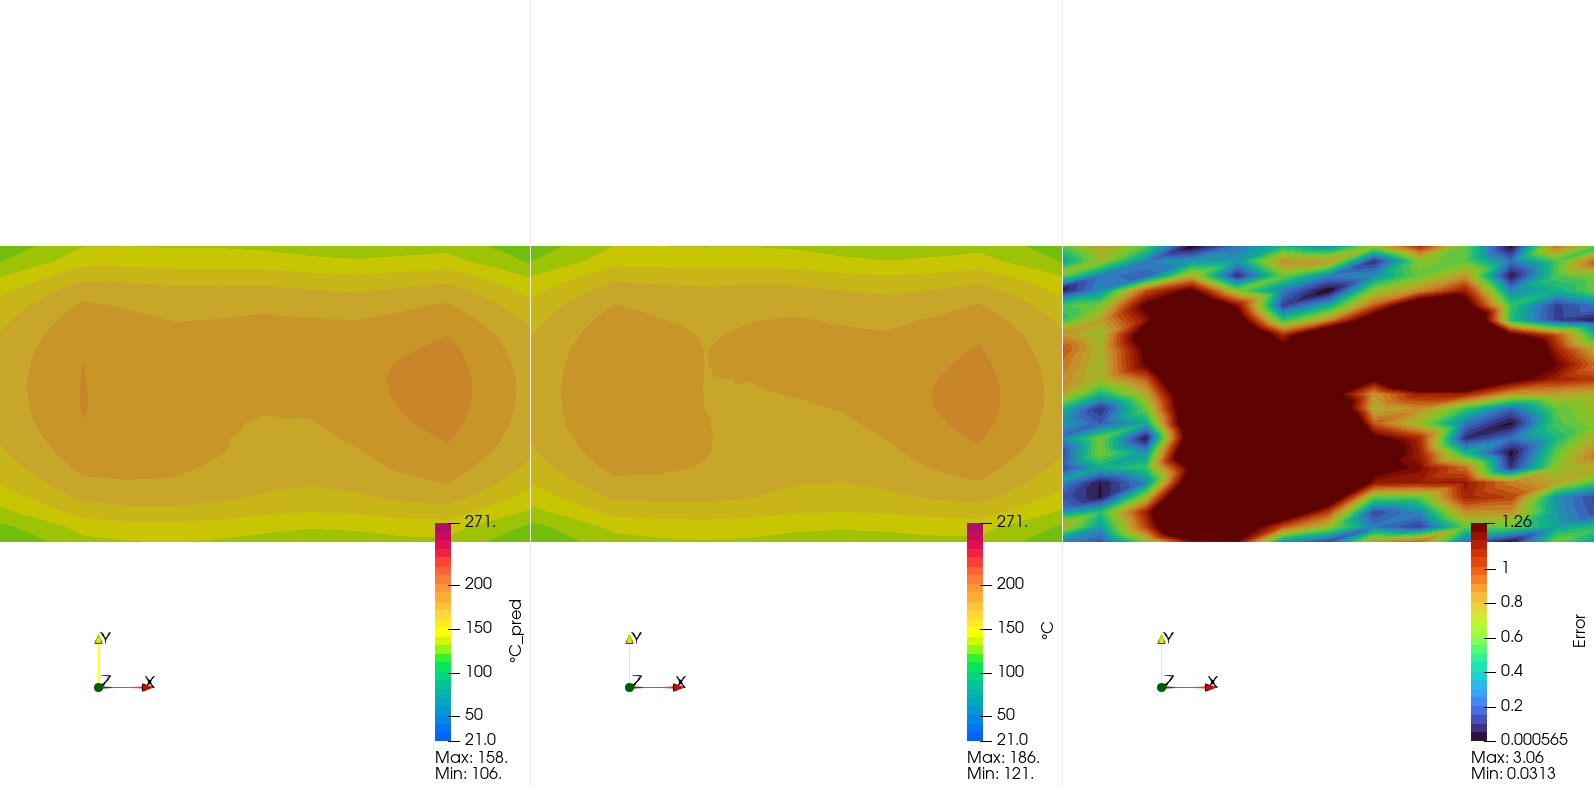 271.
200
150
100
50
21.0
°C_pred
Max: 158.
Min: 106.
Y
Z
X
271.
200
150
100
50
21.0
°C
Max: 186.
Min: 121.
Y
Z
X
1.26
1
0.8
0.6
0.4
0.2
0.000565
Error
Max: 3.06
Min: 0.0313
Y
Z
X